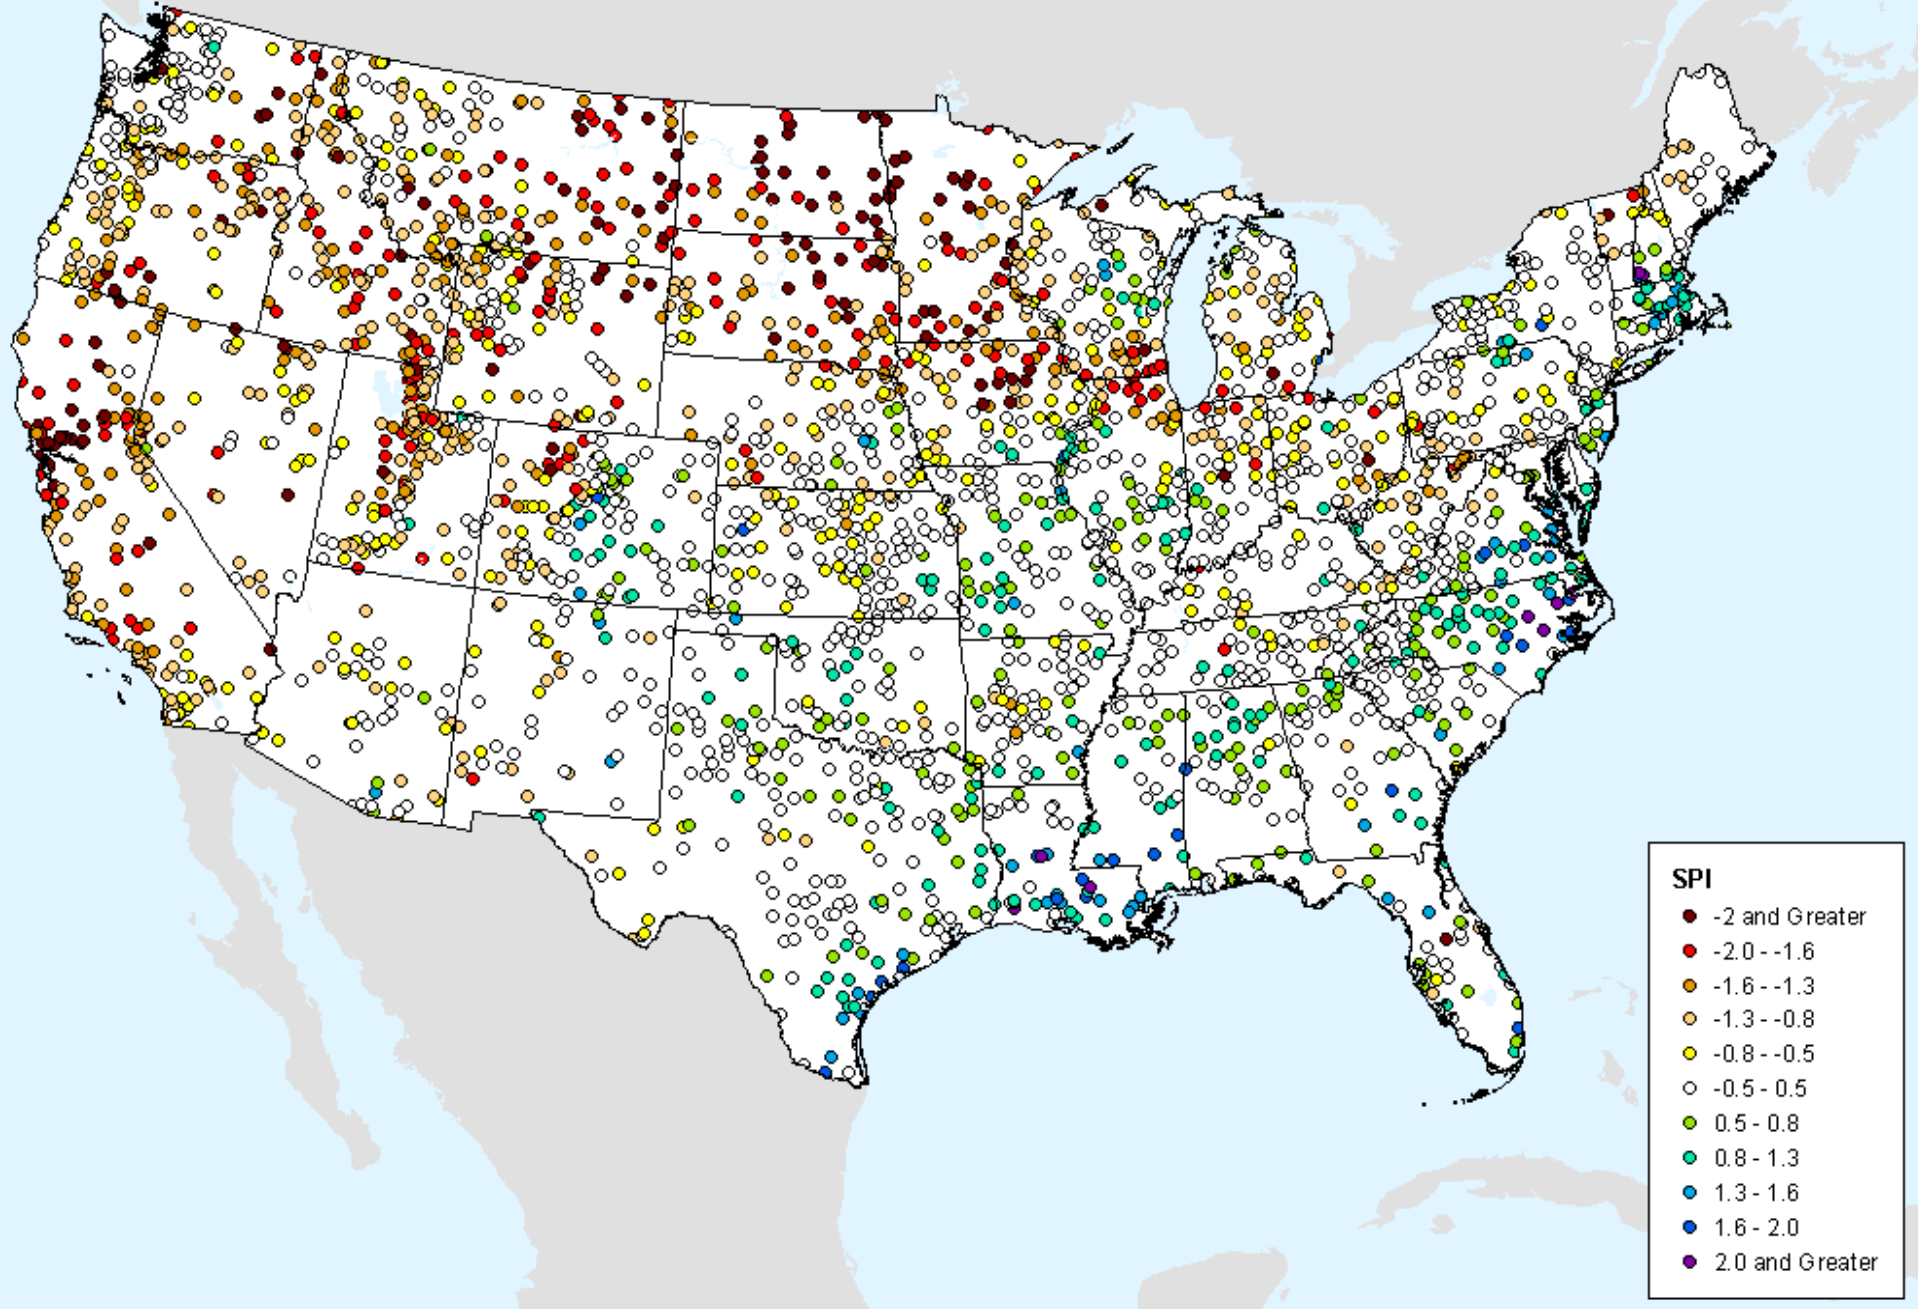 SPI
-2 and Greater
-2.0 - -1.6
-1.6 - -1.3
-1.3 - -0.8
-0.8 - -0.5
-0.5 - 0.5
0.5 - 0.8
0.8 - 1.3
1.3 - 1.6
1.6 - 2.0
2.0 and Greater